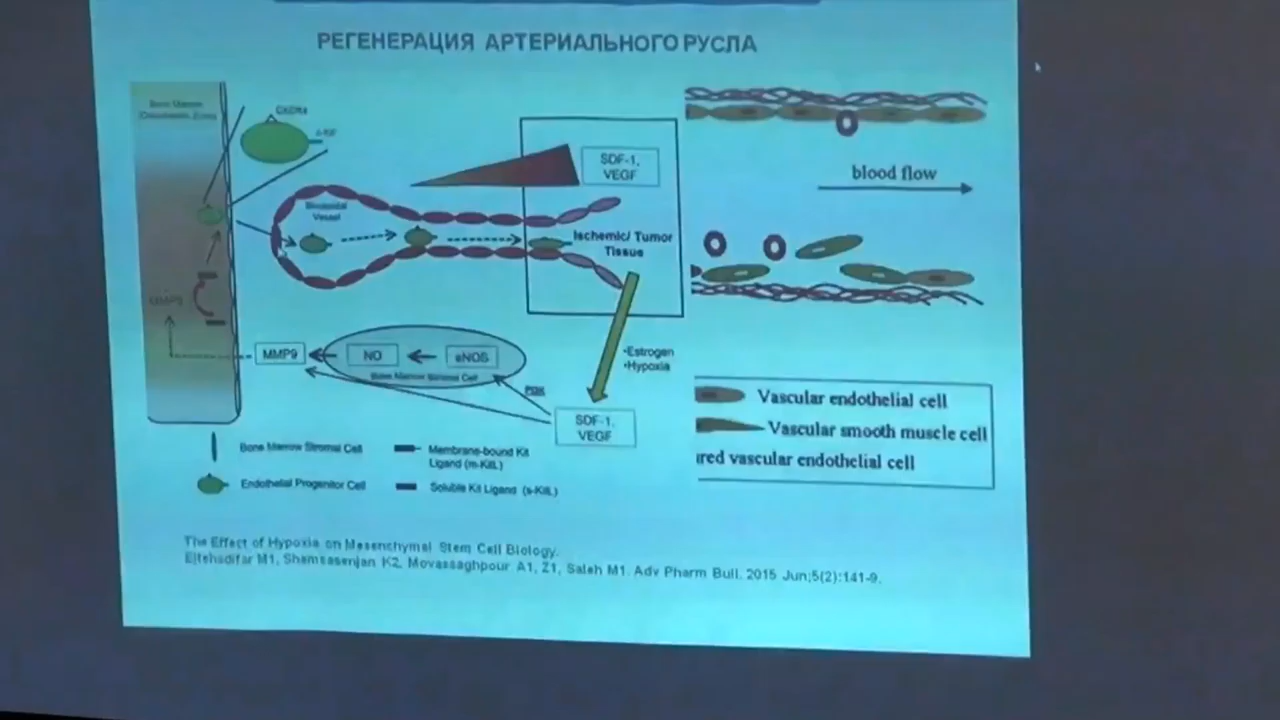 РЕГЕНЕРАЦИЯ АРТЕРИАЛЬНОГО РУСЛА
Bone Marrow
CXCR4
SDF-1,
VEGF
blood flow
Vessel
Ischemic/ Tumor
Tissue
MMP9
MMP9
NO
eNOS
Bone Marrow Stromal Cell
•Estrogen
•Hypoxia
SDF-1,
VEGF
Vascular endothelial cell
Vascular smooth muscle cell
ured vascular endothelial cell
Bone Marrow Stromal Cell
Endothelial Progenitor Cell
Membrane-bound Kit
Ligand (m-KitL)
Soluble Kit Ligand (s-KitL)
The Effect of Hypoxia on Mesenchymal Stem Cell Biology.
Ejtehadifar M1, Shamsasenjan K2, Movassaghpour A1, Z1, Saleh M1. Adv Pharm Bull. 2015 Jun;5(2):141-9.